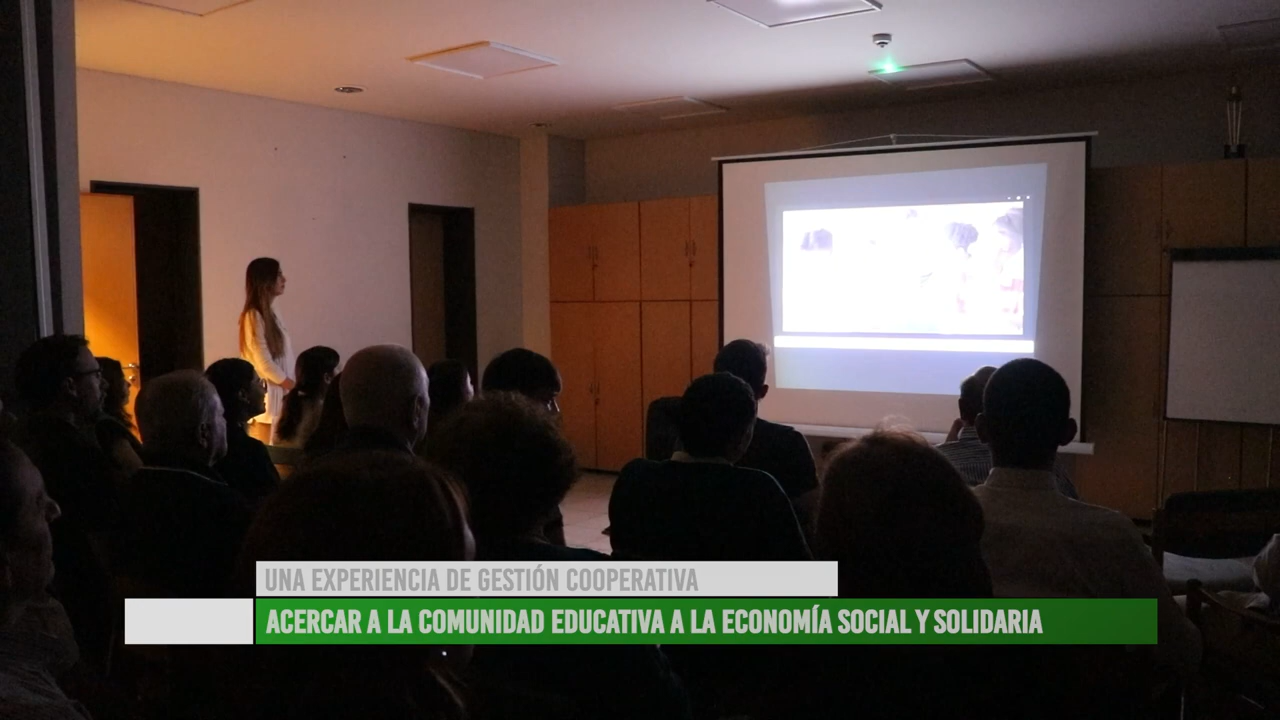 UNA EXPERIENCIA DE GESTIÓN COOPERATIVA
ACERCAR A LA COMUNIDAD EDUCATIVA A LA ECONOMÍA SOCIAL Y SOLIDARIA